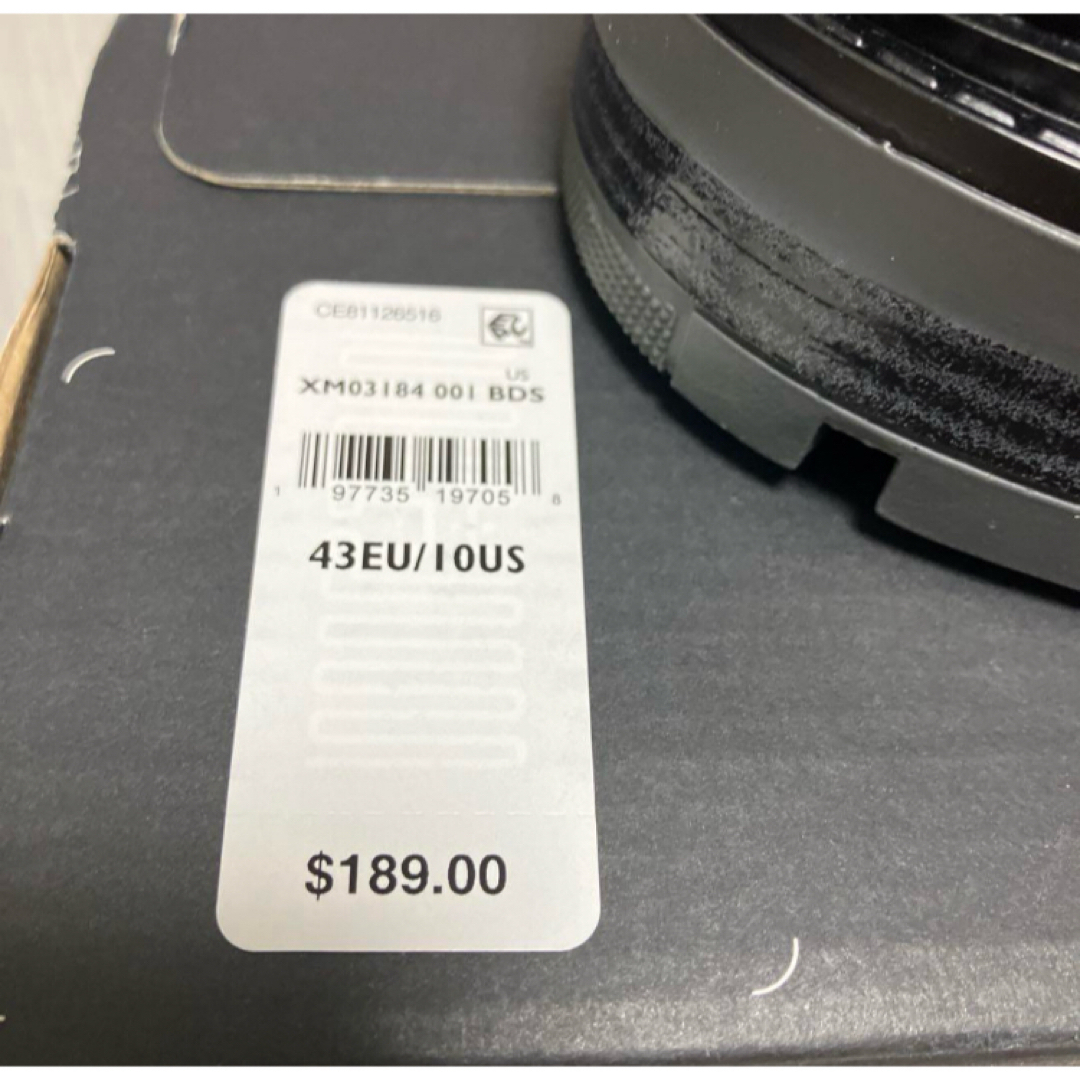 CE81126516
US
XM03184 001 BDS
1 97735 19705 8
43EU/10US
$189.00